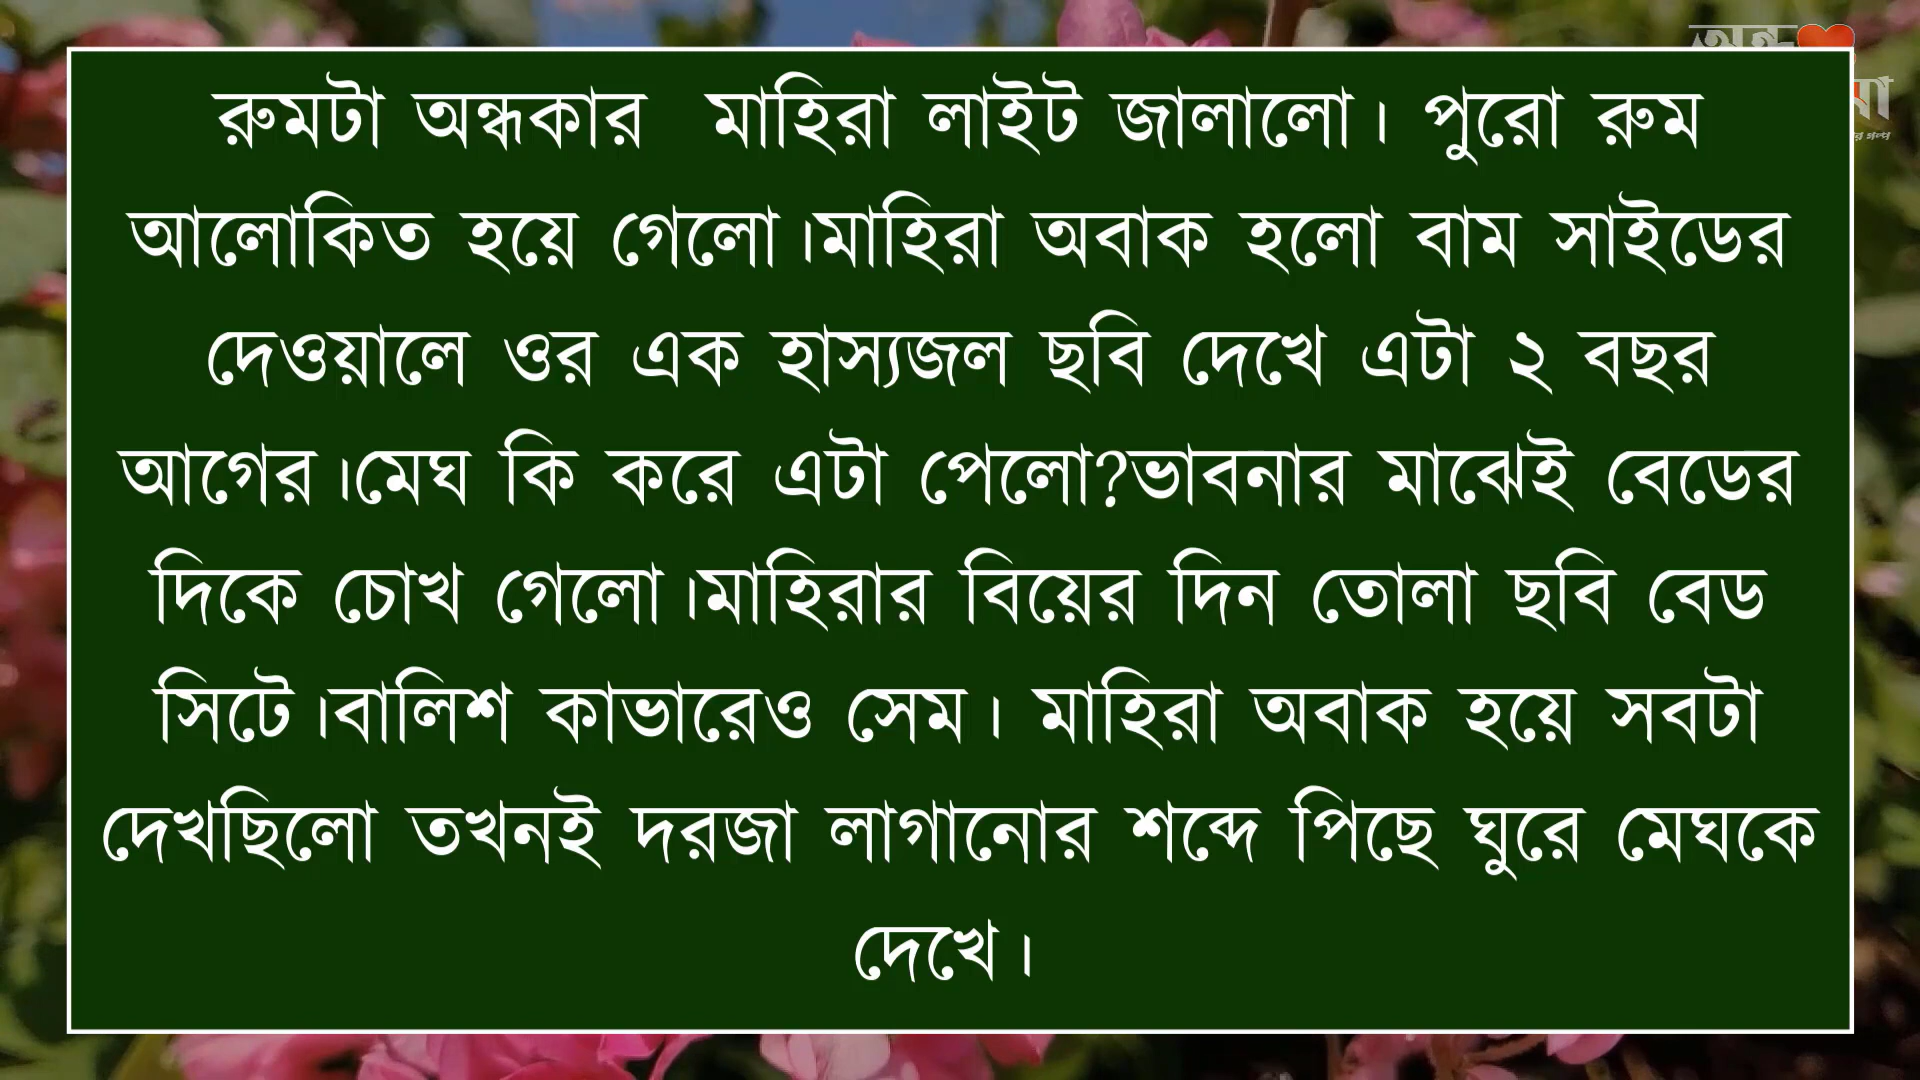 রুমটা অন্ধকার  মাহিরা লাইট জালালো। পুরো রুম
আলোকিত হয়ে গেলো।মাহিরা অবাক হলো বাম সাইডের
দেওয়ালে ওর এক হাস্যজল ছবি দেখে এটা ২ বছর
আগের।মেঘ কি করে এটা পেলো?ভাবনার মাঝেই বেডের
দিকে চোখ গেলো।মাহিরার বিয়ের দিন তোলা ছবি বেড
সিটে।বালিশ কাভারেও সেম। মাহিরা অবাক হয়ে সবটা
দেখছিলো তখনই দরজা লাগানোর শব্দে পিছে ঘুরে মেঘকে
দেখে।